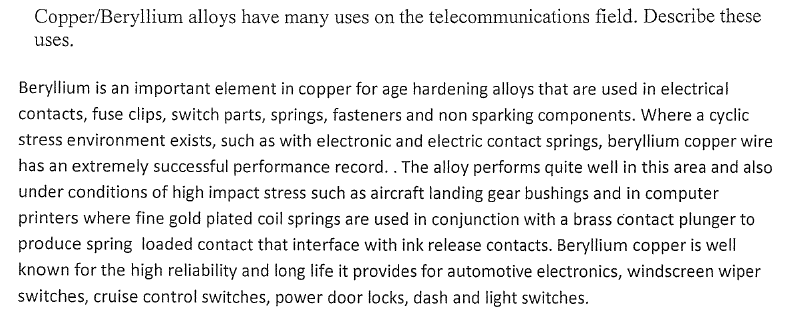 Copper/Beryllium alloys have many uses on the telecommunications field. Describe these
uses.
Beryllium is an important element in copper for age hardening alloys that are used in electrical
contacts, fuse clips, switch parts, springs, fasteners and non sparking components. Where a cyclic
stress environment exists, such as with electronic and electric contact springs, beryllium copper wire
has an extremely successful performance record. . The alloy performs quite well in this area and also
under conditions of high impact stress such as aircraft landing gear bushings and in computer
printers where fine gold plated coil springs are used in conjunction with a brass contact plunger to
produce spring  loaded contact that interface with ink release contacts. Beryllium copper is well
known for the high reliability and long life it provides for automotive electronics, windscreen wiper
switches, cruise control switches, power door locks, dash and light switches.